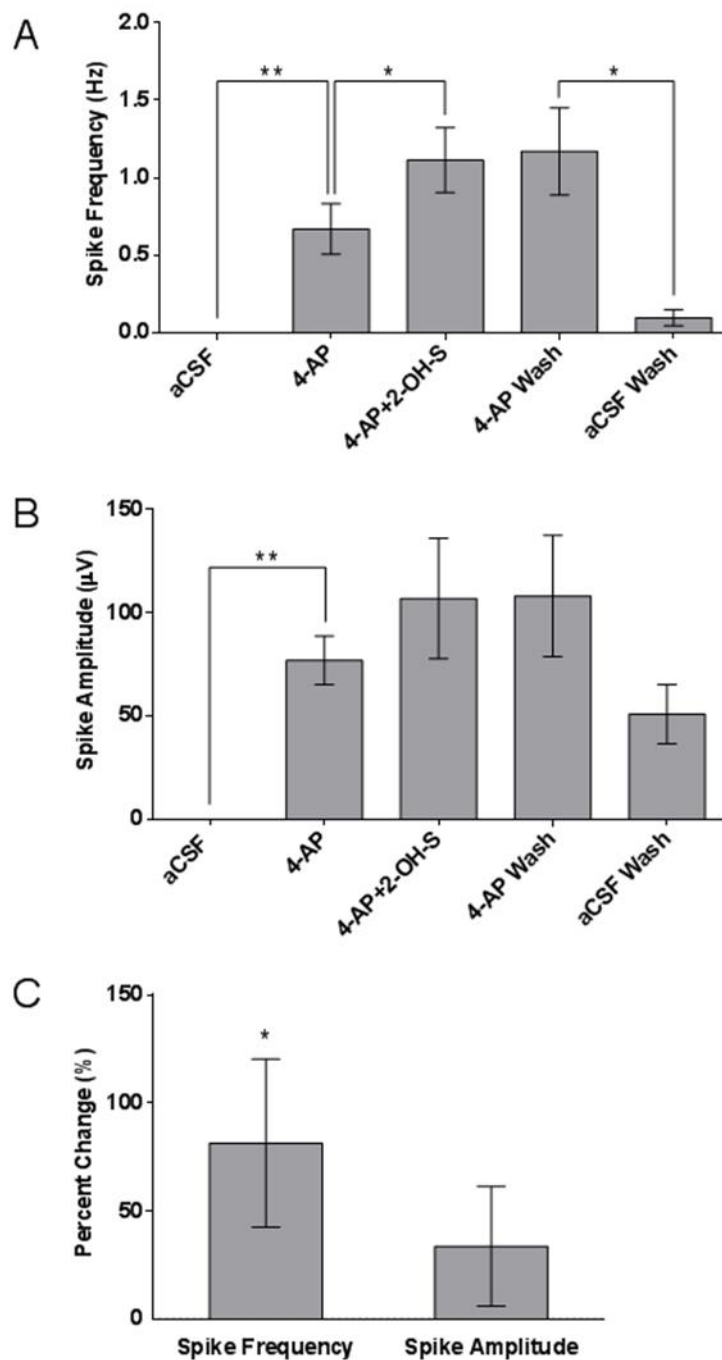 A
Spike Frequency (Hz)
2.0
1.5
1.0
0.5
0.0
**
*
*
aCSF
4-AP
4-AP+2-OH-S
4-AP Wash
aCSF Wash
B
Spike Amplitude (µV)
150
100
50
0
**
aCSF
4-AP
4-AP+2-OH-S
4-AP Wash
aCSF Wash
C
Percent Change (%)
150
100
50
0
*
Spike Frequency
Spike Amplitude